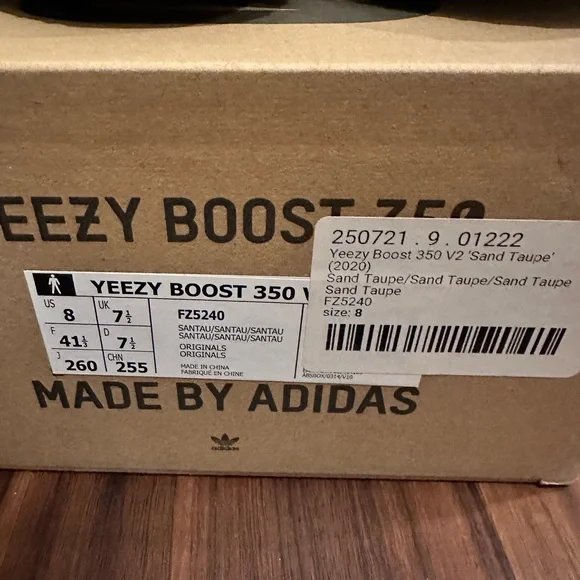 EEZY BOOST 350
250721 . 9 . 01222
Yeezy Boost 350 V2 'Sand Taupe'
(2020)
Sand Taupe/Sand Taupe/Sand Taupe
Sand Taupe
FZ5240
size: 8
YEEZY BOOST 350 V
US 8 UK 7½
F 41⅓ D 7½
J 260 CHN 255
FZ5240
SANTAU/SANTAU/SANTAU
SANTAU/SANTAU/SANTAU
ORIGINALS
ORIGINALS
MADE IN CHINA
FABRIQUÉ EN CHINE
MADE BY ADIDAS
adidas